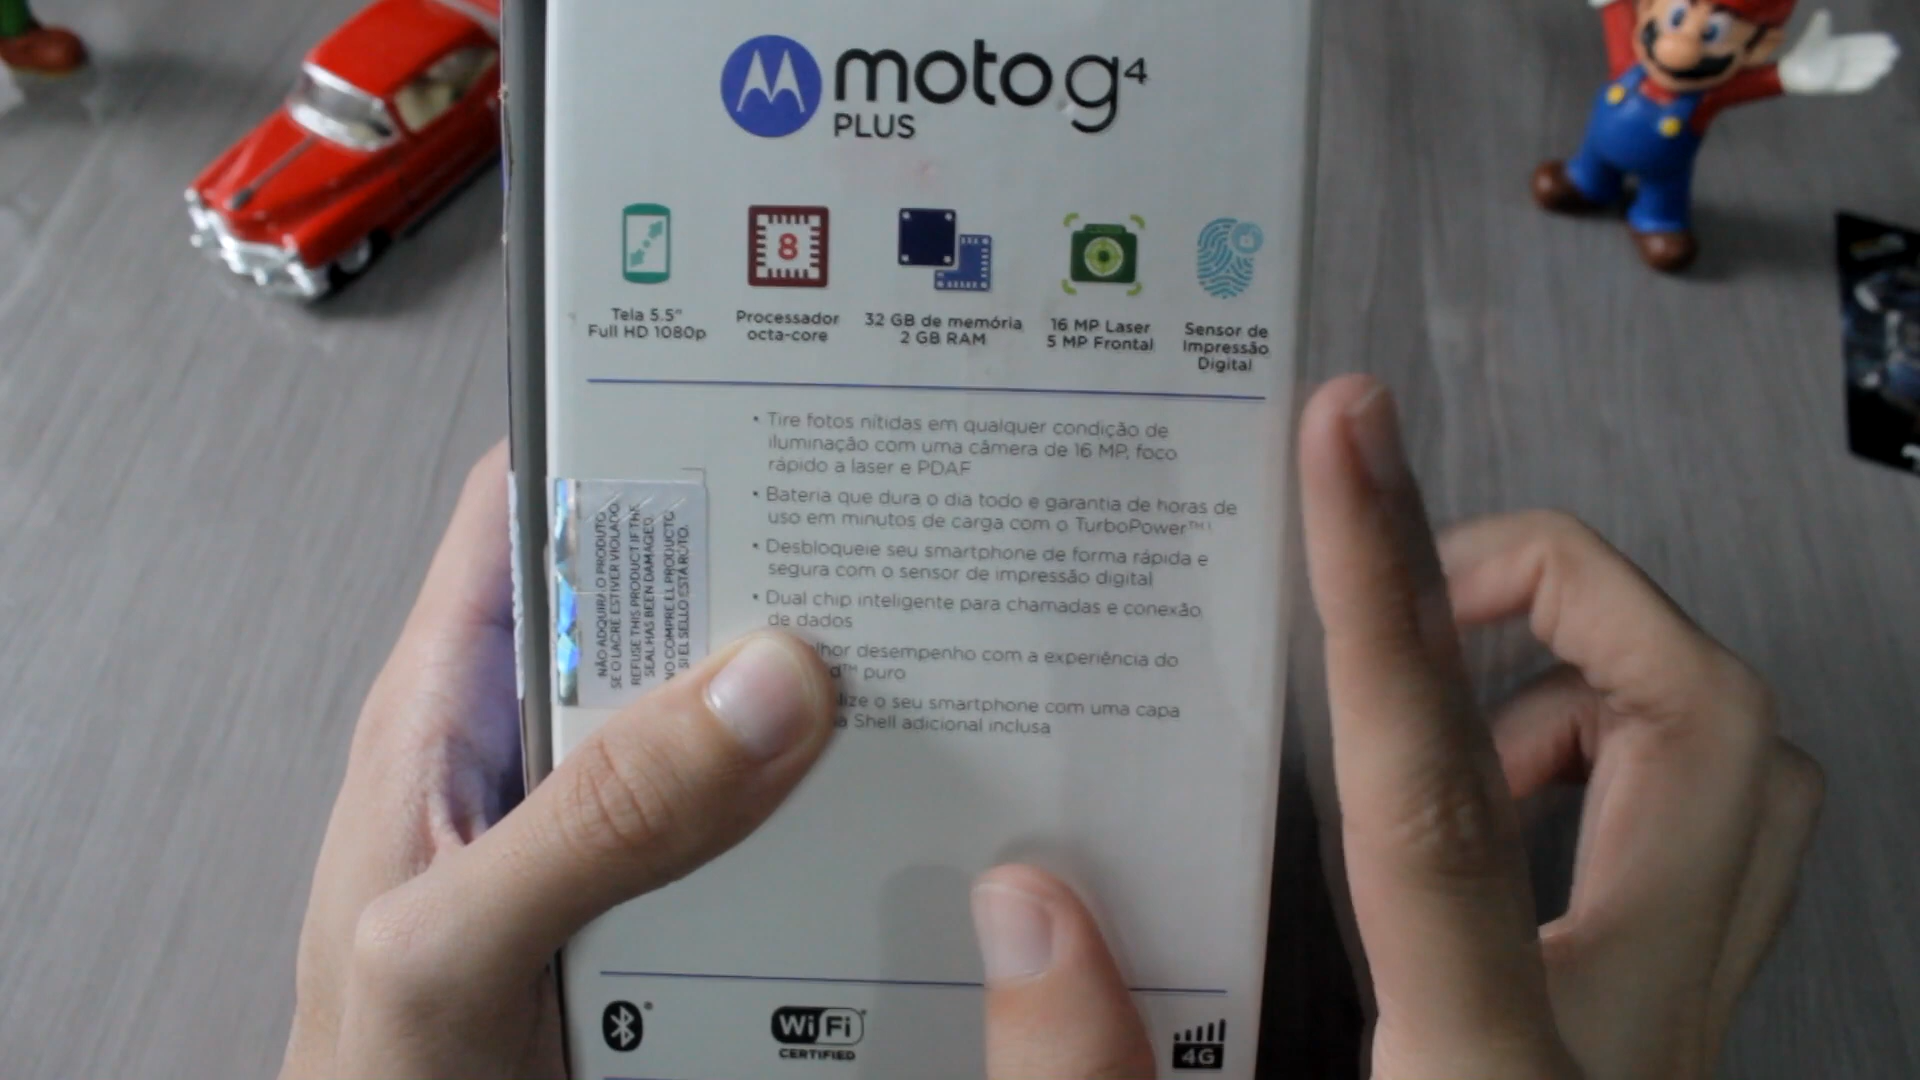 moto g⁴
PLUS
8
Tela 5.5"
Full HD 1080p
Processador
octa-core
32 GB de memória
2 GB RAM
16 MP Laser
5 MP Frontal
Sensor de
Impressão
Digital
• Tire fotos nítidas em qualquer condição de
iluminação com uma câmera de 16 MP, foco
rápido a laser e PDAF
• Bateria que dura o dia todo e garantia de horas de
uso em minutos de carga com o TurboPower™¹
• Desbloqueie seu smartphone de forma rápida e
segura com o sensor de impressão digital
• Dual chip inteligente para chamadas e conexão
de dados
desempenho com a experiência do
puro
o seu smartphone com uma capa
Shell adicional inclusa
NÃO ADQUIRA O PRODUTO
SE O LACRE ESTIVER VIOLADO.
REFUSE THIS PRODUCT IF THE
SEAL HAS BEEN DAMAGED.
NO COMPRE EL PRODUCTO
SI EL SELLO ESTÁ ROTO.
WiFi
CERTIFIED
4G